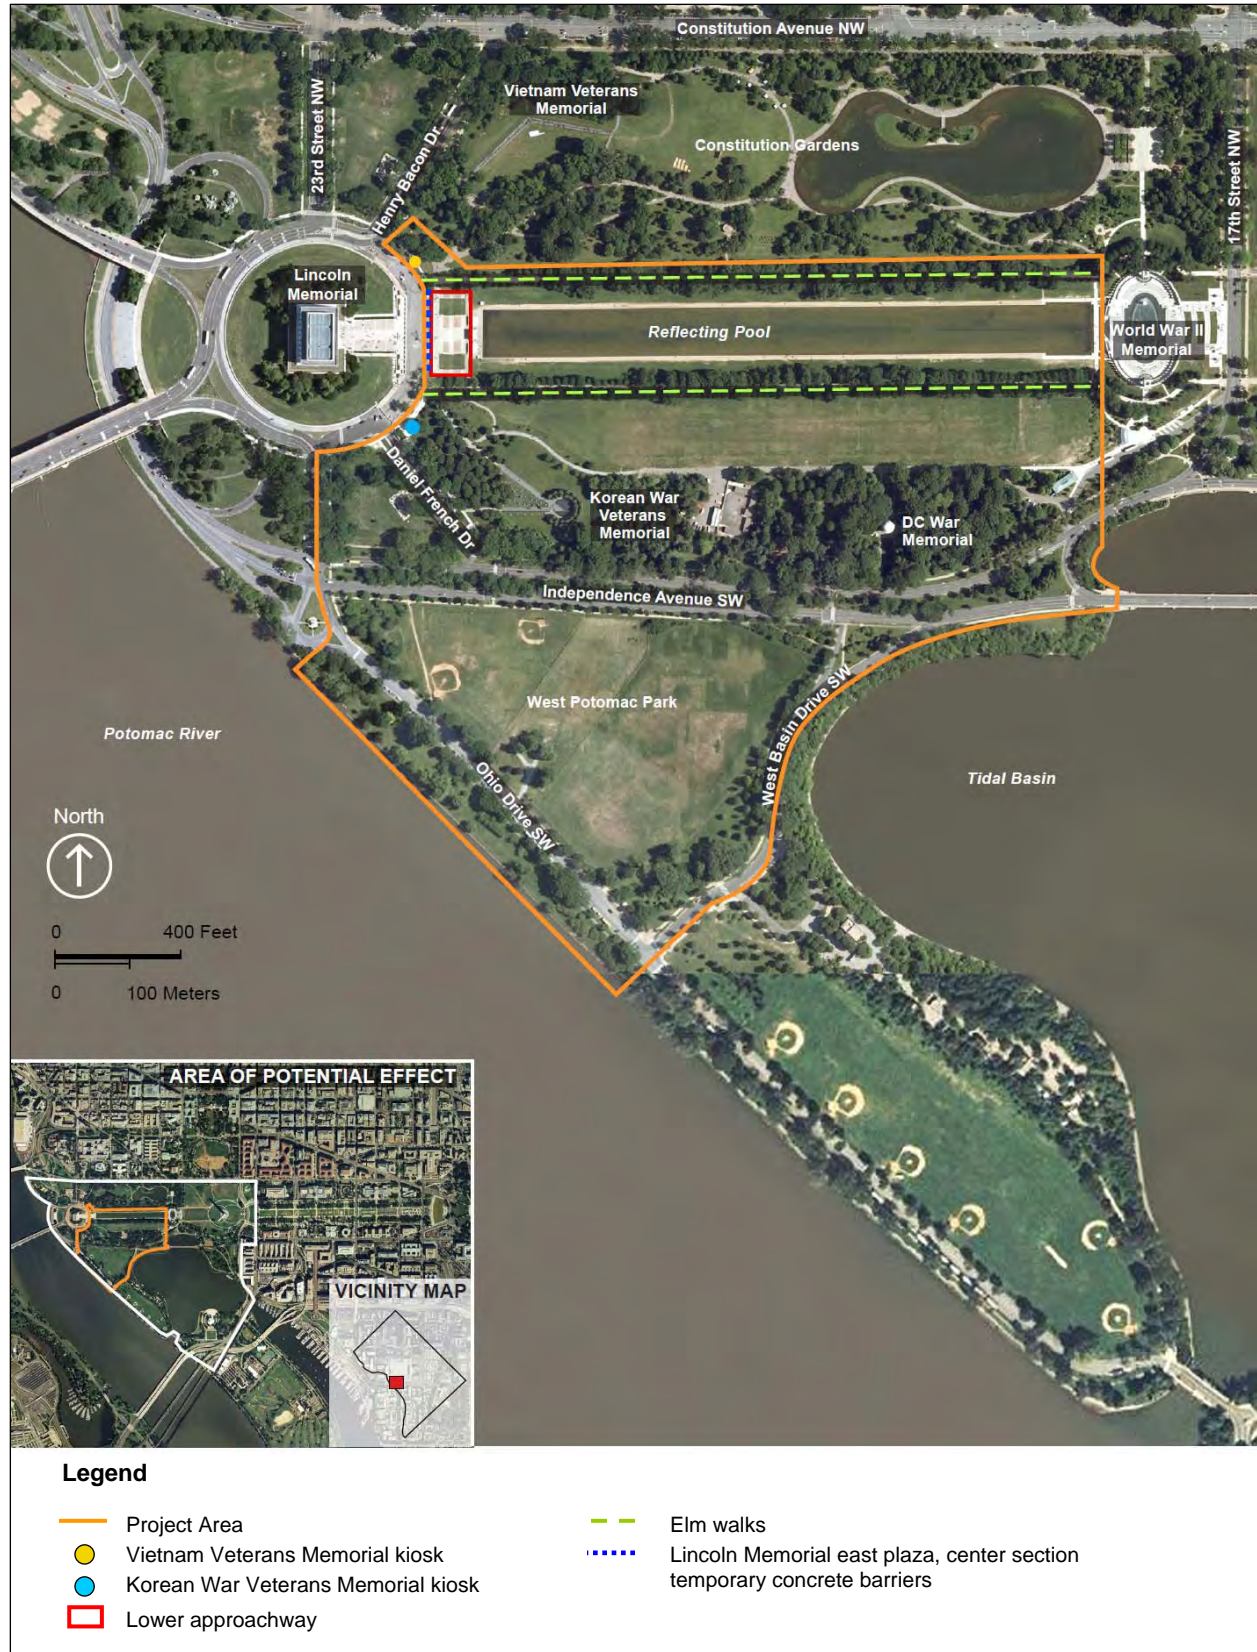 Constitution Avenue NW
Vietnam Veterans
Memorial
Constitution Gardens
23rd Street NW
Henry Bacon Dr
17th Street NW
Lincoln
Memorial
Reflecting Pool
World War II
Memorial
Daniel French Dr
Korean War
Veterans
Memorial
DC War
Memorial
Independence Avenue SW
West Potomac Park
West Basin Drive SW
Potomac River
Ohio Drive SW
Tidal Basin
North
0 400 Feet
0 100 Meters
AREA OF POTENTIAL EFFECT
VICINITY MAP
Legend
Project Area
Vietnam Veterans Memorial kiosk
Korean War Veterans Memorial kiosk
Lower approachway
Elm walks
Lincoln Memorial east plaza, center section
temporary concrete barriers